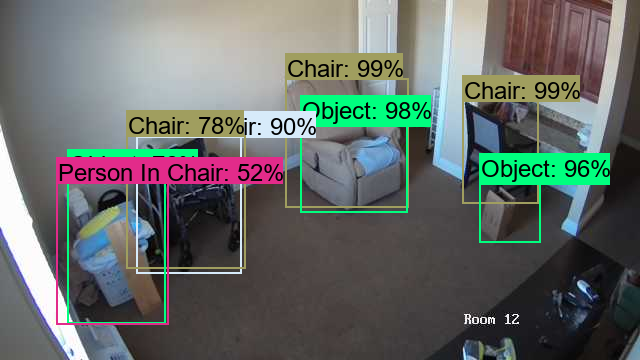 Chair: 99%
Object: 98%
Chair: 99%
Chair: 78%
ir: 90%
Object: 96%
Person In Chair: 52%
Room 12